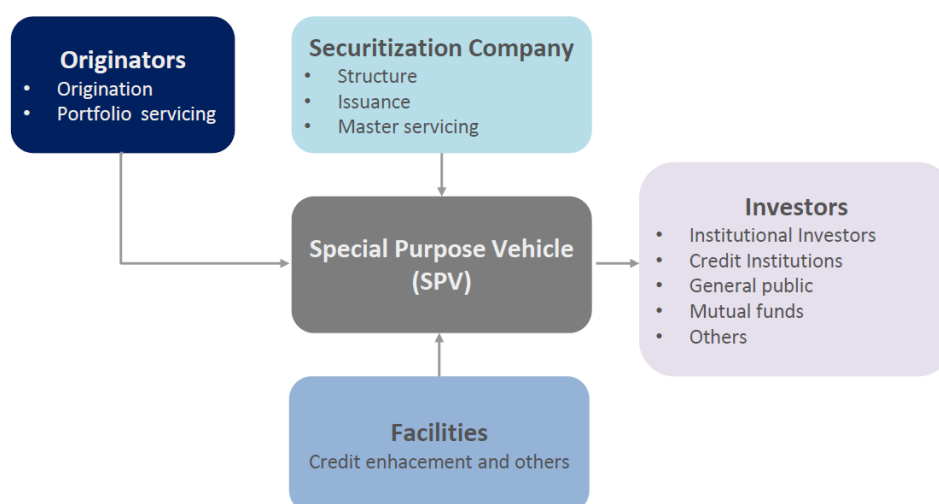 Originators
• Origination
• Portfolio servicing
Securitization Company
• Structure
• Issuance
• Master servicing
Special Purpose Vehicle
(SPV)
Investors
• Institutional Investors
• Credit Institutions
• General public
• Mutual funds
• Others
Facilities
Credit enhacement and others